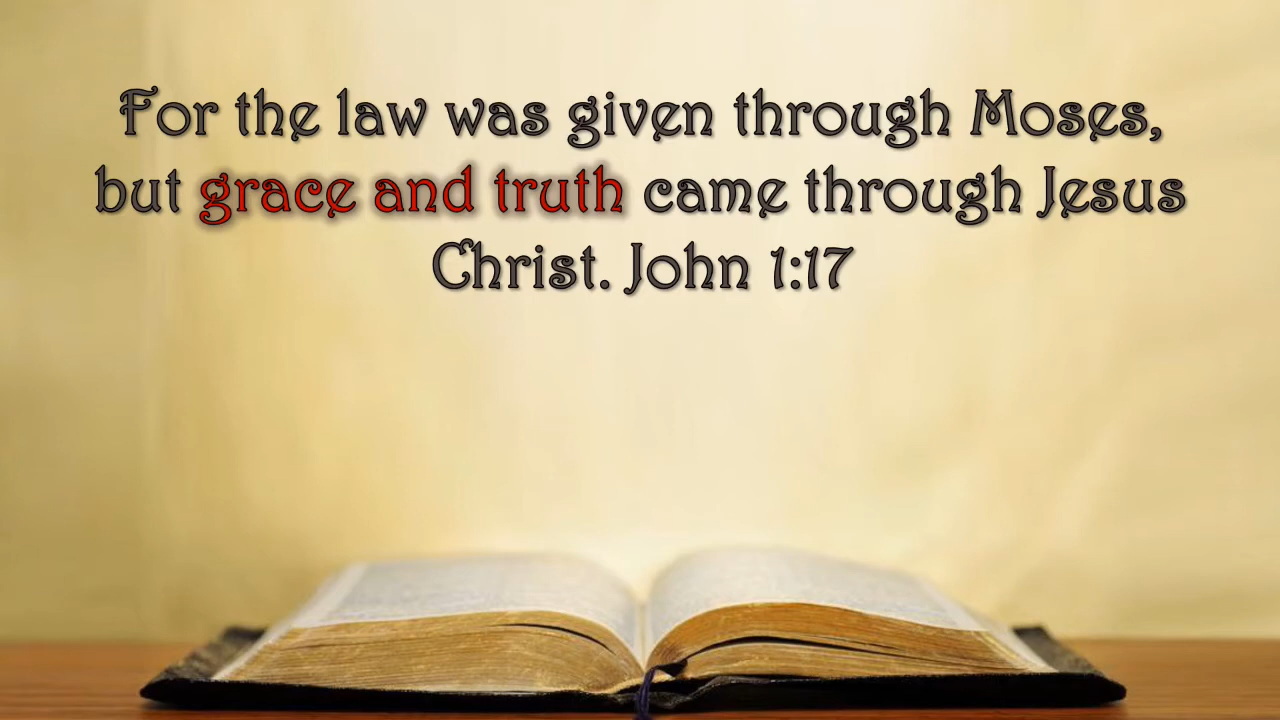 For the law was given through Moses,
but grace and truth came through Jesus
Christ. John 1:17